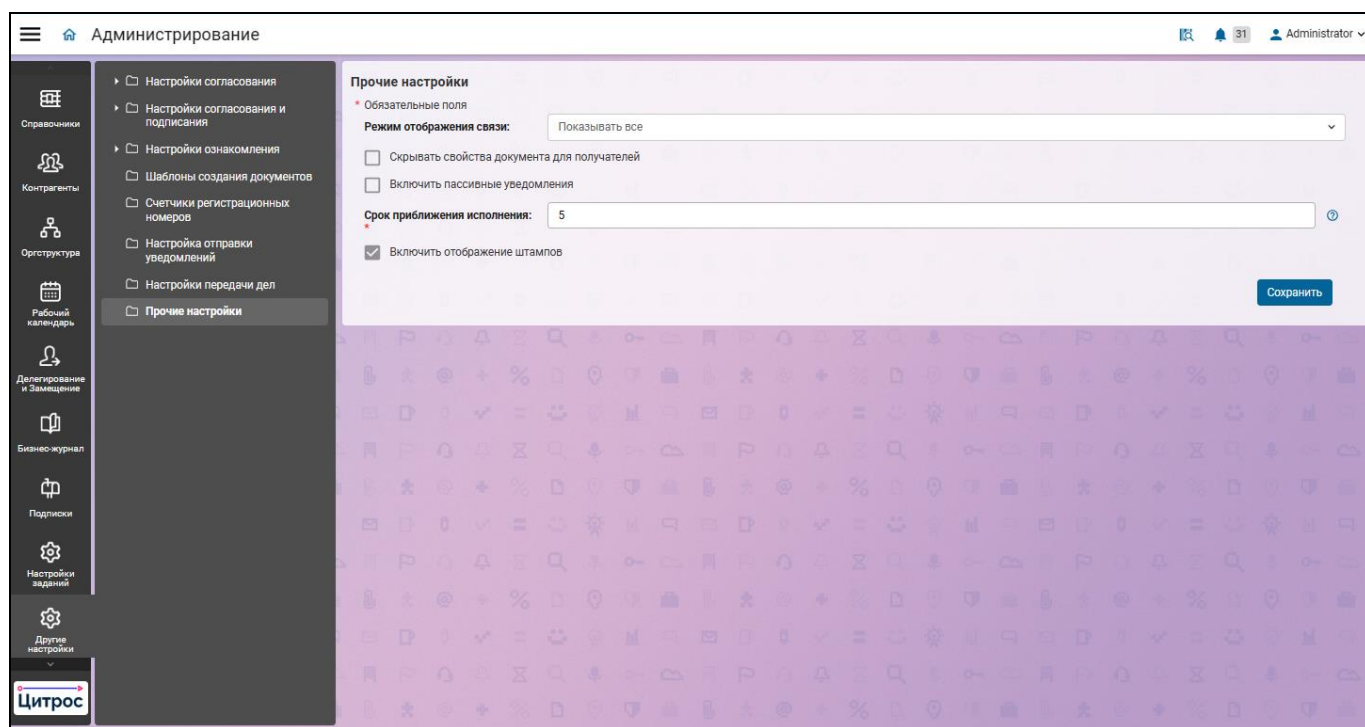 Администрирование
31
Administrator
Справочники
Контрагенты
Оргструктура
Рабочий
календарь
Делегирование
и Замещение
Бизнес-журнал
Подписки
Настройки
заданий
Другие
настройки
Цитрос
Настройки согласования
Настройки согласования и
подписания
Настройки ознакомления
Шаблоны создания документов
Счетчики регистрационных
номеров
Настройка отправки
уведомлений
Настройки передачи дел
Прочие настройки
Прочие настройки
* Обязательные поля
Режим отображения связи: Показывать все
Скрывать свойства документа для получателей
Включить пассивные уведомления
Срок приближения исполнения: 5
*
Включить отображение штампов
Сохранить